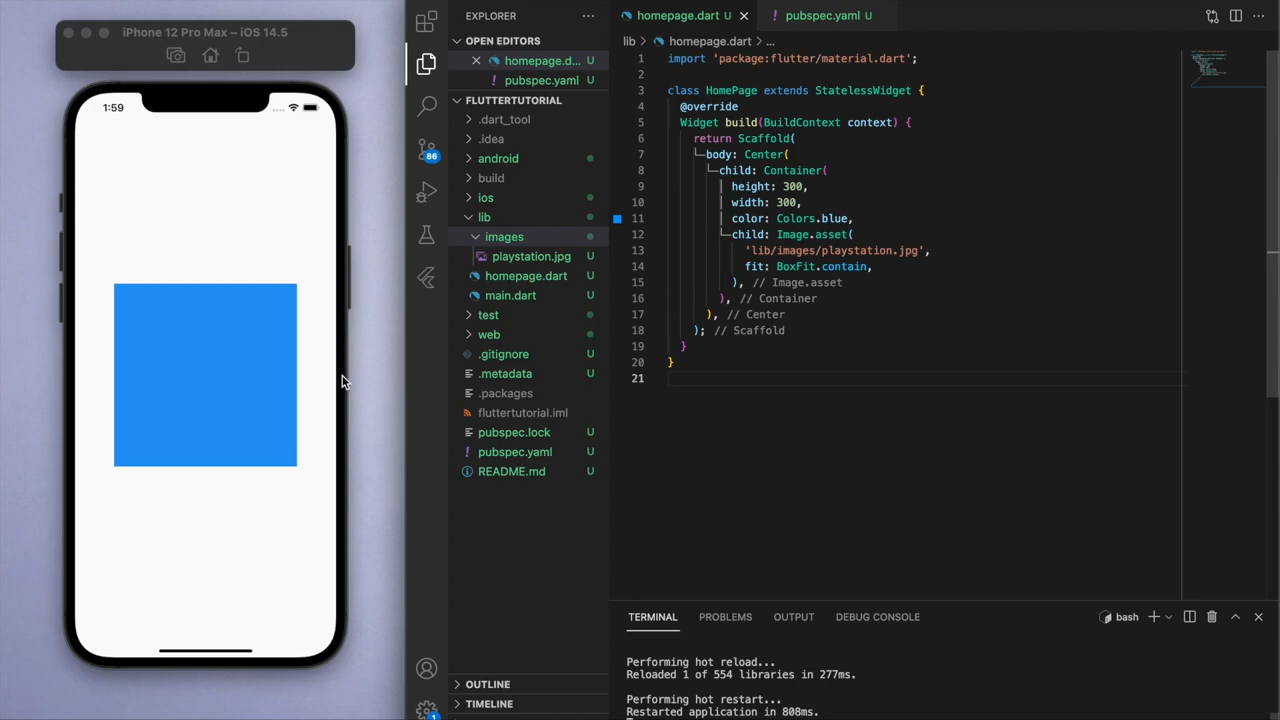 iPhone 12 Pro Max – iOS 14.5
1:59
EXPLORER
OPEN EDITORS
homepage.d... U
pubspec.yaml U
FLUTTERTUTORIAL
.dart_tool
.idea
android
build
ios
lib
images
playstation.jpg U
homepage.dart U
main.dart U
test
web
.gitignore U
.metadata U
.packages
fluttertutorial.iml
pubspec.lock U
pubspec.yaml U
README.md U
OUTLINE
TIMELINE
86
1
homepage.dart
pubspec.yaml U
lib > homepage.dart > ...
1 import 'package:flutter/material.dart';
2
3 class HomePage extends StatelessWidget {
4 @override
5 Widget build(BuildContext context) {
6 return Scaffold(
7 body: Center(
8 child: Container(
9 height: 300,
10 width: 300,
11 color: Colors.blue,
12 child: Image.asset(
13 'lib/images/playstation.jpg',
14 fit: BoxFit.contain,
15 ), // Image.asset
16 ), // Container
17 ), // Center
18 ); // Scaffold
19 }
20 }
21
TERMINAL PROBLEMS OUTPUT DEBUG CONSOLE
bash
Performing hot reload...
Reloaded 1 of 554 libraries in 277ms.
Performing hot restart...
Restarted application in 808ms.